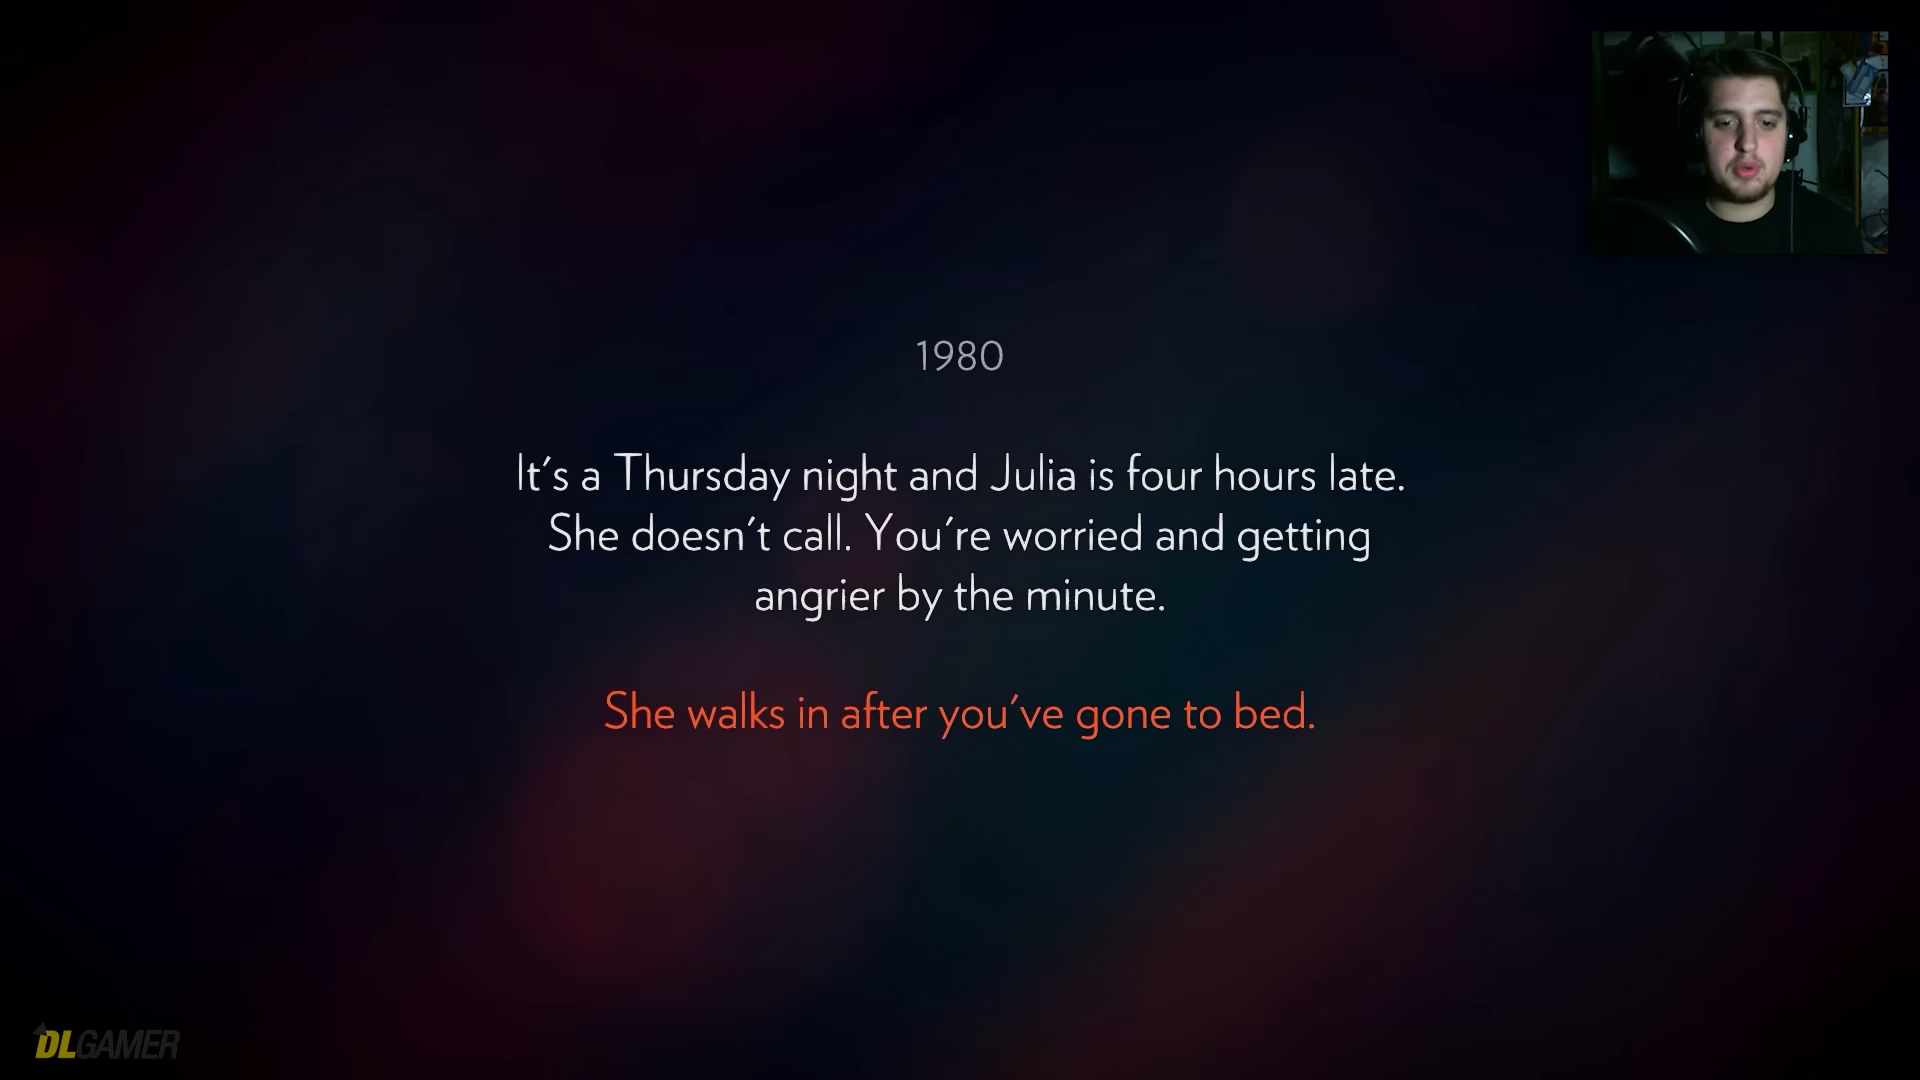 1980
It's a Thursday night and Julia is four hours late.
She doesn't call. You're worried and getting
angrier by the minute.
She walks in after you've gone to bed.
DLGAMER